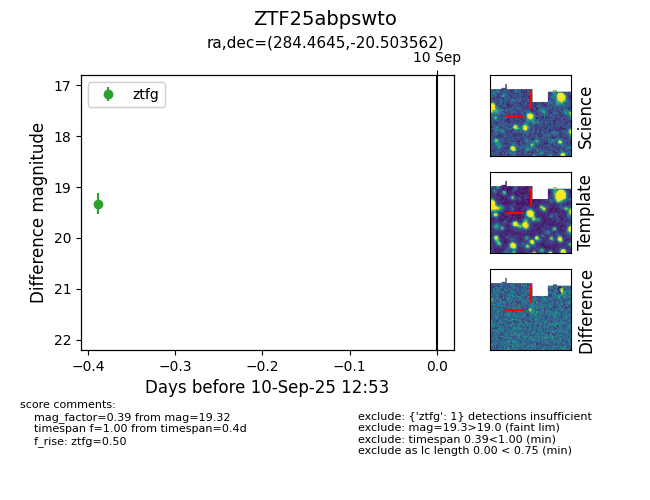 ZTF25abpswto
ra,dec=(284.4645,-20.503562)
10 Sep
ztfg
17
18
19
20
21
22
Difference magnitude
−0.4
−0.3
−0.2
−0.1
0.0
Days before 10-Sep-25 12:53
Science
Template
Difference
score comments:
mag_factor=0.39 from mag=19.32
timespan f=1.00 from timespan=0.4d
f_rise: ztfg=0.50
exclude: {'ztfg': 1} detections insufficient
exclude: mag=19.3>19.0 (faint lim)
exclude: timespan 0.39<1.00 (min)
exclude as lc length 0.00 < 0.75 (min)